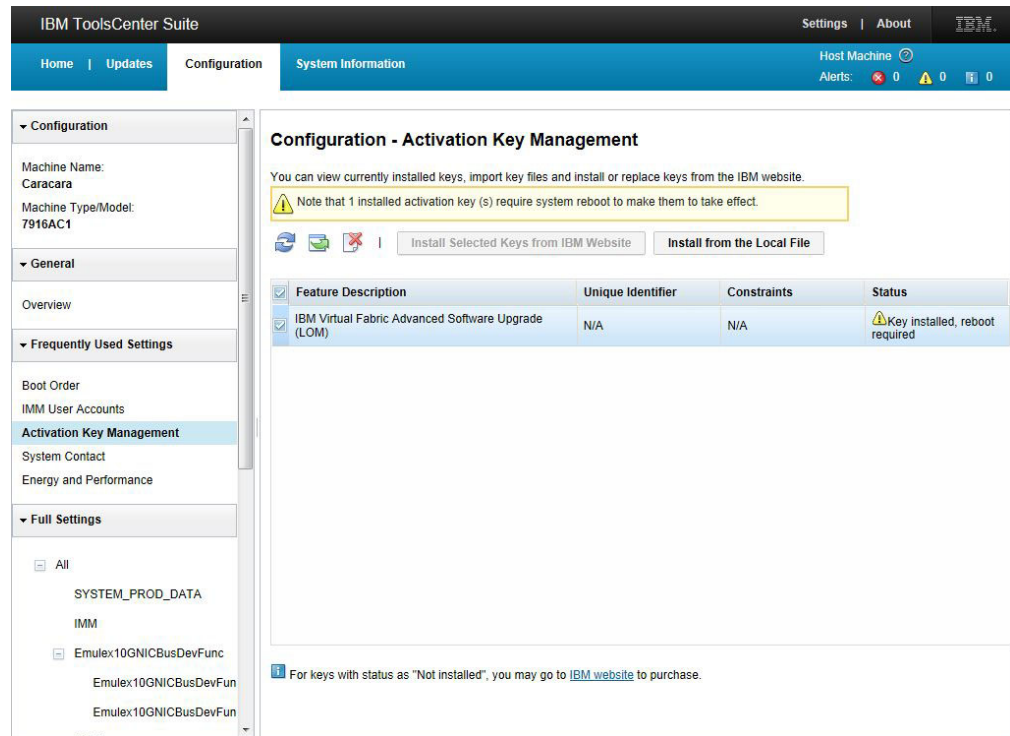 IBM ToolsCenter Suite
Settings | About
IBM.
Home | Updates Configuration System Information
Host Machine ?
Alerts: 0 0 0
Configuration
Machine Name:
Caracara
Machine Type/Model:
7916AC1
General
Overview
Frequently Used Settings
Boot Order
IMM User Accounts
Activation Key Management
System Contact
Energy and Performance
Full Settings
All
SYSTEM_PROD_DATA
IMM
Emulex10GNICBusDevFunc
Emulex10GNICBusDevFun
Emulex10GNICBusDevFun
Configuration - Activation Key Management
You can view currently installed keys, import key files and install or replace keys from the IBM website.
Note that 1 installed activation key (s) require system reboot to make them to take effect.
| Install Selected Keys from IBM Website Install from the Local File
Feature Description Unique Identifier Constraints Status
IBM Virtual Fabric Advanced Software Upgrade
(LOM)
N/A
N/A
Key installed, reboot
required
For keys with status as "Not installed", you may go to IBM website to purchase.